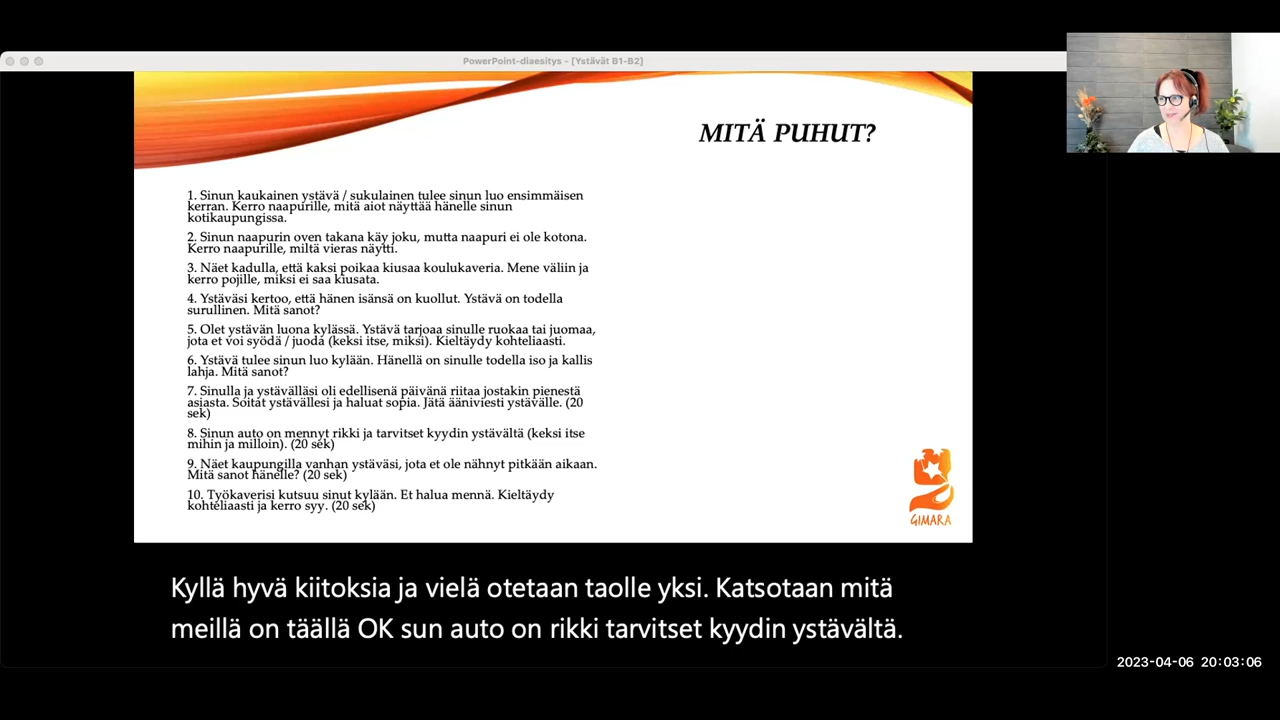 PowerPoint-diaesitys - [Ystävät B1-B2]
MITÄ PUHUT?
1. Sinun kaukainen ystävä / sukulainen tulee sinun luo ensimmäisen
kerran. Kerro naapurille, mitä aiot näyttää hänelle sinun
kotikaupungissa.
2. Sinun naapurin oven takana käy joku, mutta naapuri ei ole kotona.
Kerro naapurille, miltä vieras näytti.
3. Näet kadulla, että kaksi poikaa kiusaa koulukaveria. Mene väliin ja
kerro pojille, miksi ei saa kiusata.
4. Ystäväsi kertoo, että hänen isänsä on kuollut. Ystävä on todella
surullinen. Mitä sanot?
5. Olet ystävän luona kylässä. Ystävä tarjoaa sinulle ruokaa tai juomaa,
jota et voi syödä / juoda (keksi itse, miksi). Kieltäydy kohteliaasti.
6. Ystävä tulee sinun luo kylään. Hänellä on sinulle todella iso ja kallis
lahja. Mitä sanot?
7. Sinulla ja ystävälläsi oli edellisenä päivänä riitaa jostakin pienestä
asiasta. Soitat ystävällesi ja haluat sopia. Jätä ääniviesti ystävälle. (20
sek)
8. Sinun auto on mennyt rikki ja tarvitset kyydin ystävältä (keksi itse
mihin ja milloin). (20 sek)
9. Näet kaupungilla vanhan ystäväsi, jota et ole nähnyt pitkään aikaan.
Mitä sanot hänelle? (20 sek)
10. Työkaverisi kutsuu sinut kylään. Et halua mennä. Kieltäydy
kohteliaasti ja kerro syy. (20 sek)
GIMARA
Kyllä hyvä kiitoksia ja vielä otetaan taolle yksi. Katsotaan mitä
meillä on täällä OK sun auto on rikki tarvitset kyydin ystävältä.
2023-04-06 20:03:06